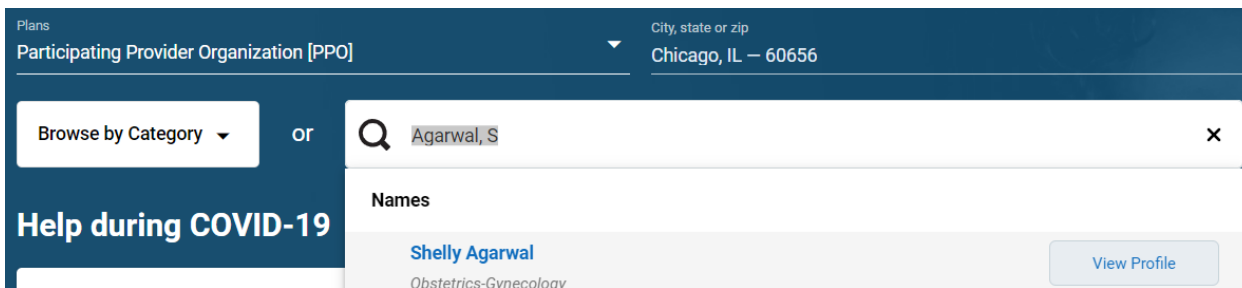 Plans
Participating Provider Organization [PPO]
City, state or zip
Chicago, IL — 60656
Browse by Category
or
Agarwal, S
Names
Help during COVID-19
Shelly Agarwal
View Profile
Obstetrics-Gynecology